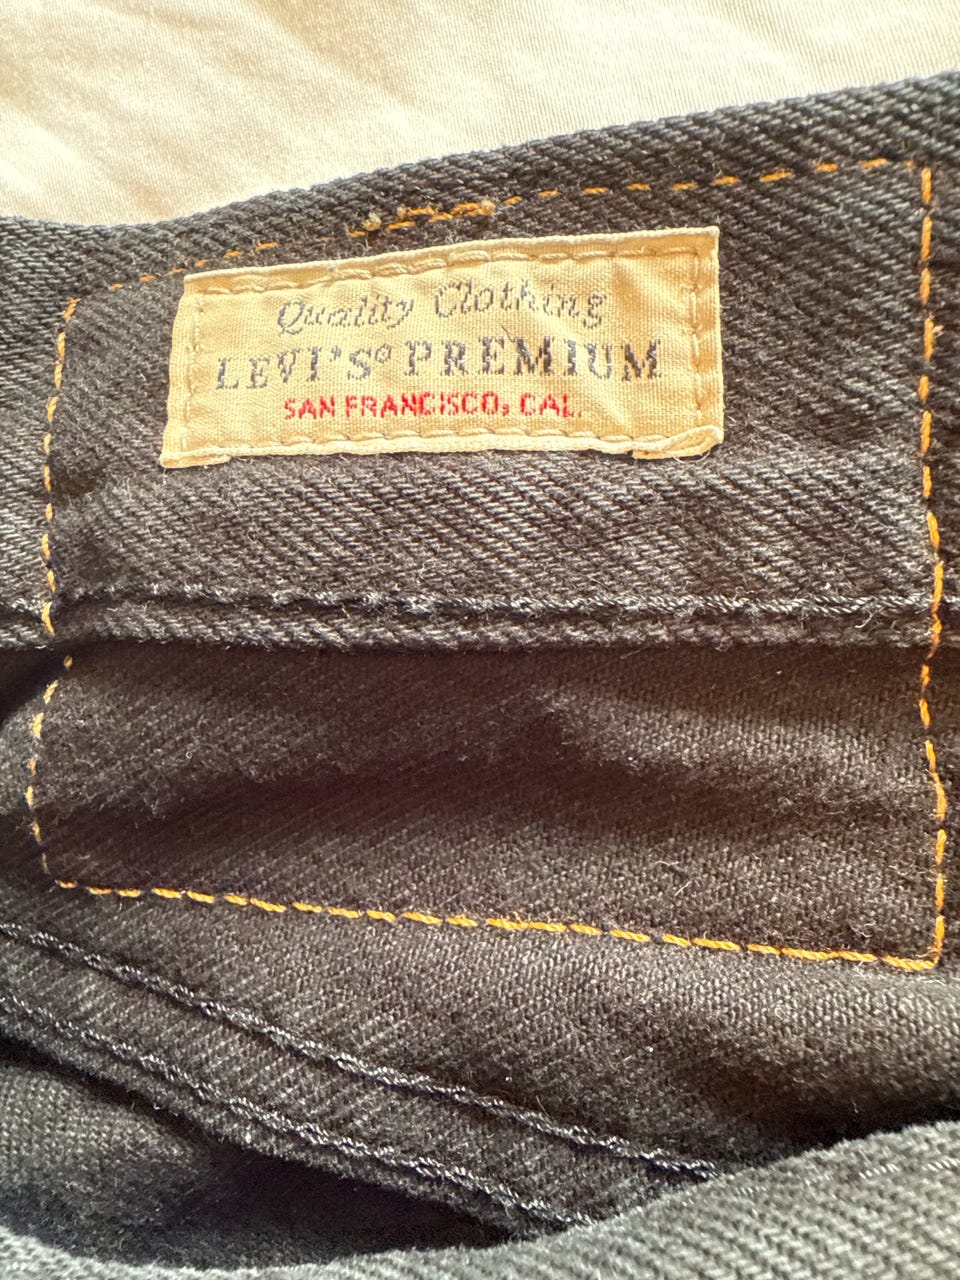 Quality Clothing
LEVI'S® PREMIUM
SAN FRANCISCO, CAL.